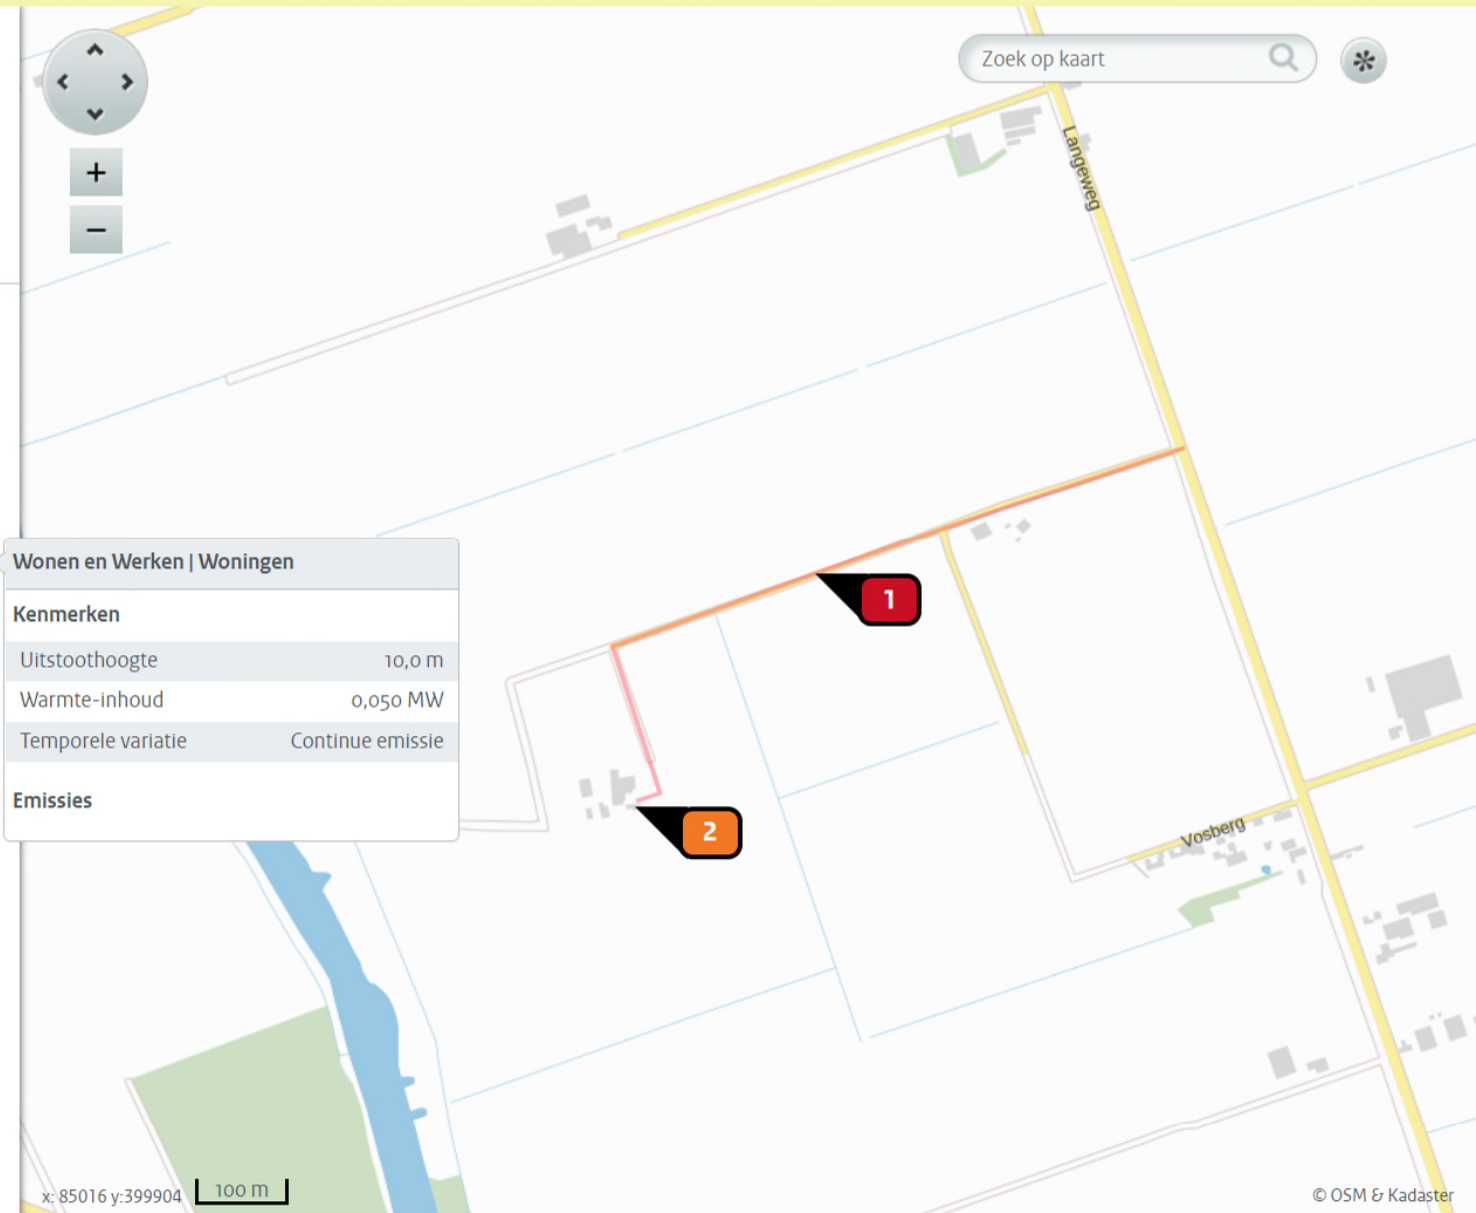 Zoek op kaart
Langeweg
Wonen en Werken | Woningen
Kenmerken
Uitstoothoogte 10,0 m
Warmte-inhoud 0,050 MW
Temporele variatie Continue emissie
Emissies
1
2
Vosberg
x: 85016 y:399904
100 m
© OSM & Kadaster